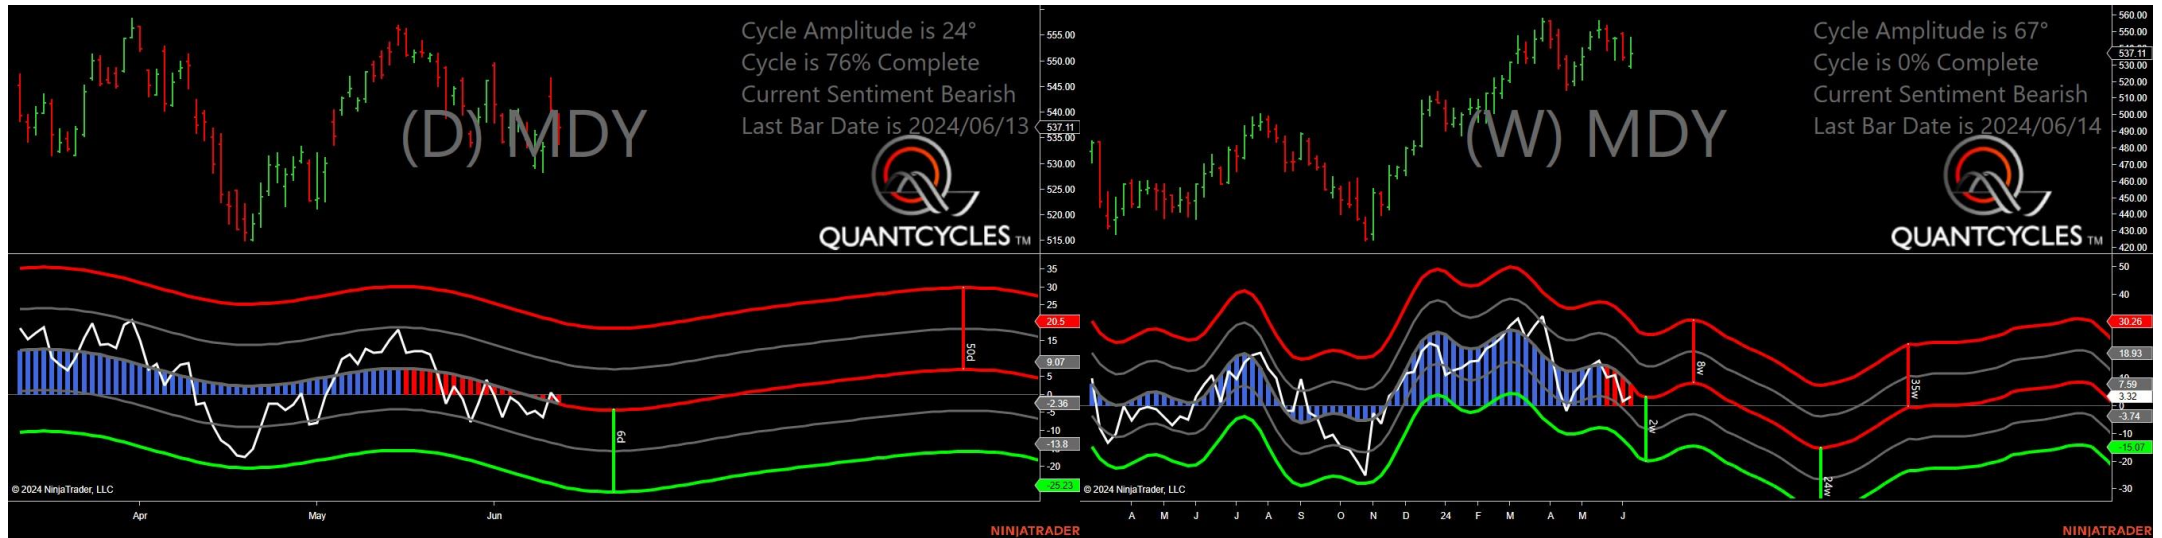 Cycle Amplitude is 24°
Cycle is 76% Complete
Current Sentiment Bearish
Last Bar Date is 2024/06/13
(D) MDY
QUANTCYCLES TM
555.00
550.00
545.00
540.00
537.11
535.00
530.00
525.00
520.00
515.00
35
30
25
20.5
15
9.07
5
0
-2.36
-5
-10
-13.8
-20
-25.23
50d
6d
© 2024 NinjaTrader, LLC
Apr May Jun
NINJATRADER
Cycle Amplitude is 67°
Cycle is 0% Complete
Current Sentiment Bearish
Last Bar Date is 2024/06/14
(W) MDY
QUANTCYCLES TM
560.00
550.00
537.11
530.00
520.00
510.00
500.00
490.00
480.00
470.00
460.00
450.00
440.00
430.00
420.00
50
40
30.26
18.93
7.59
3.32
0
-3.74
-10
-15.07
-20
-30
8w
2w
24w
35w
© 2024 NinjaTrader, LLC
A M J J A S O N D 24 F M A M J
NINJATRADER